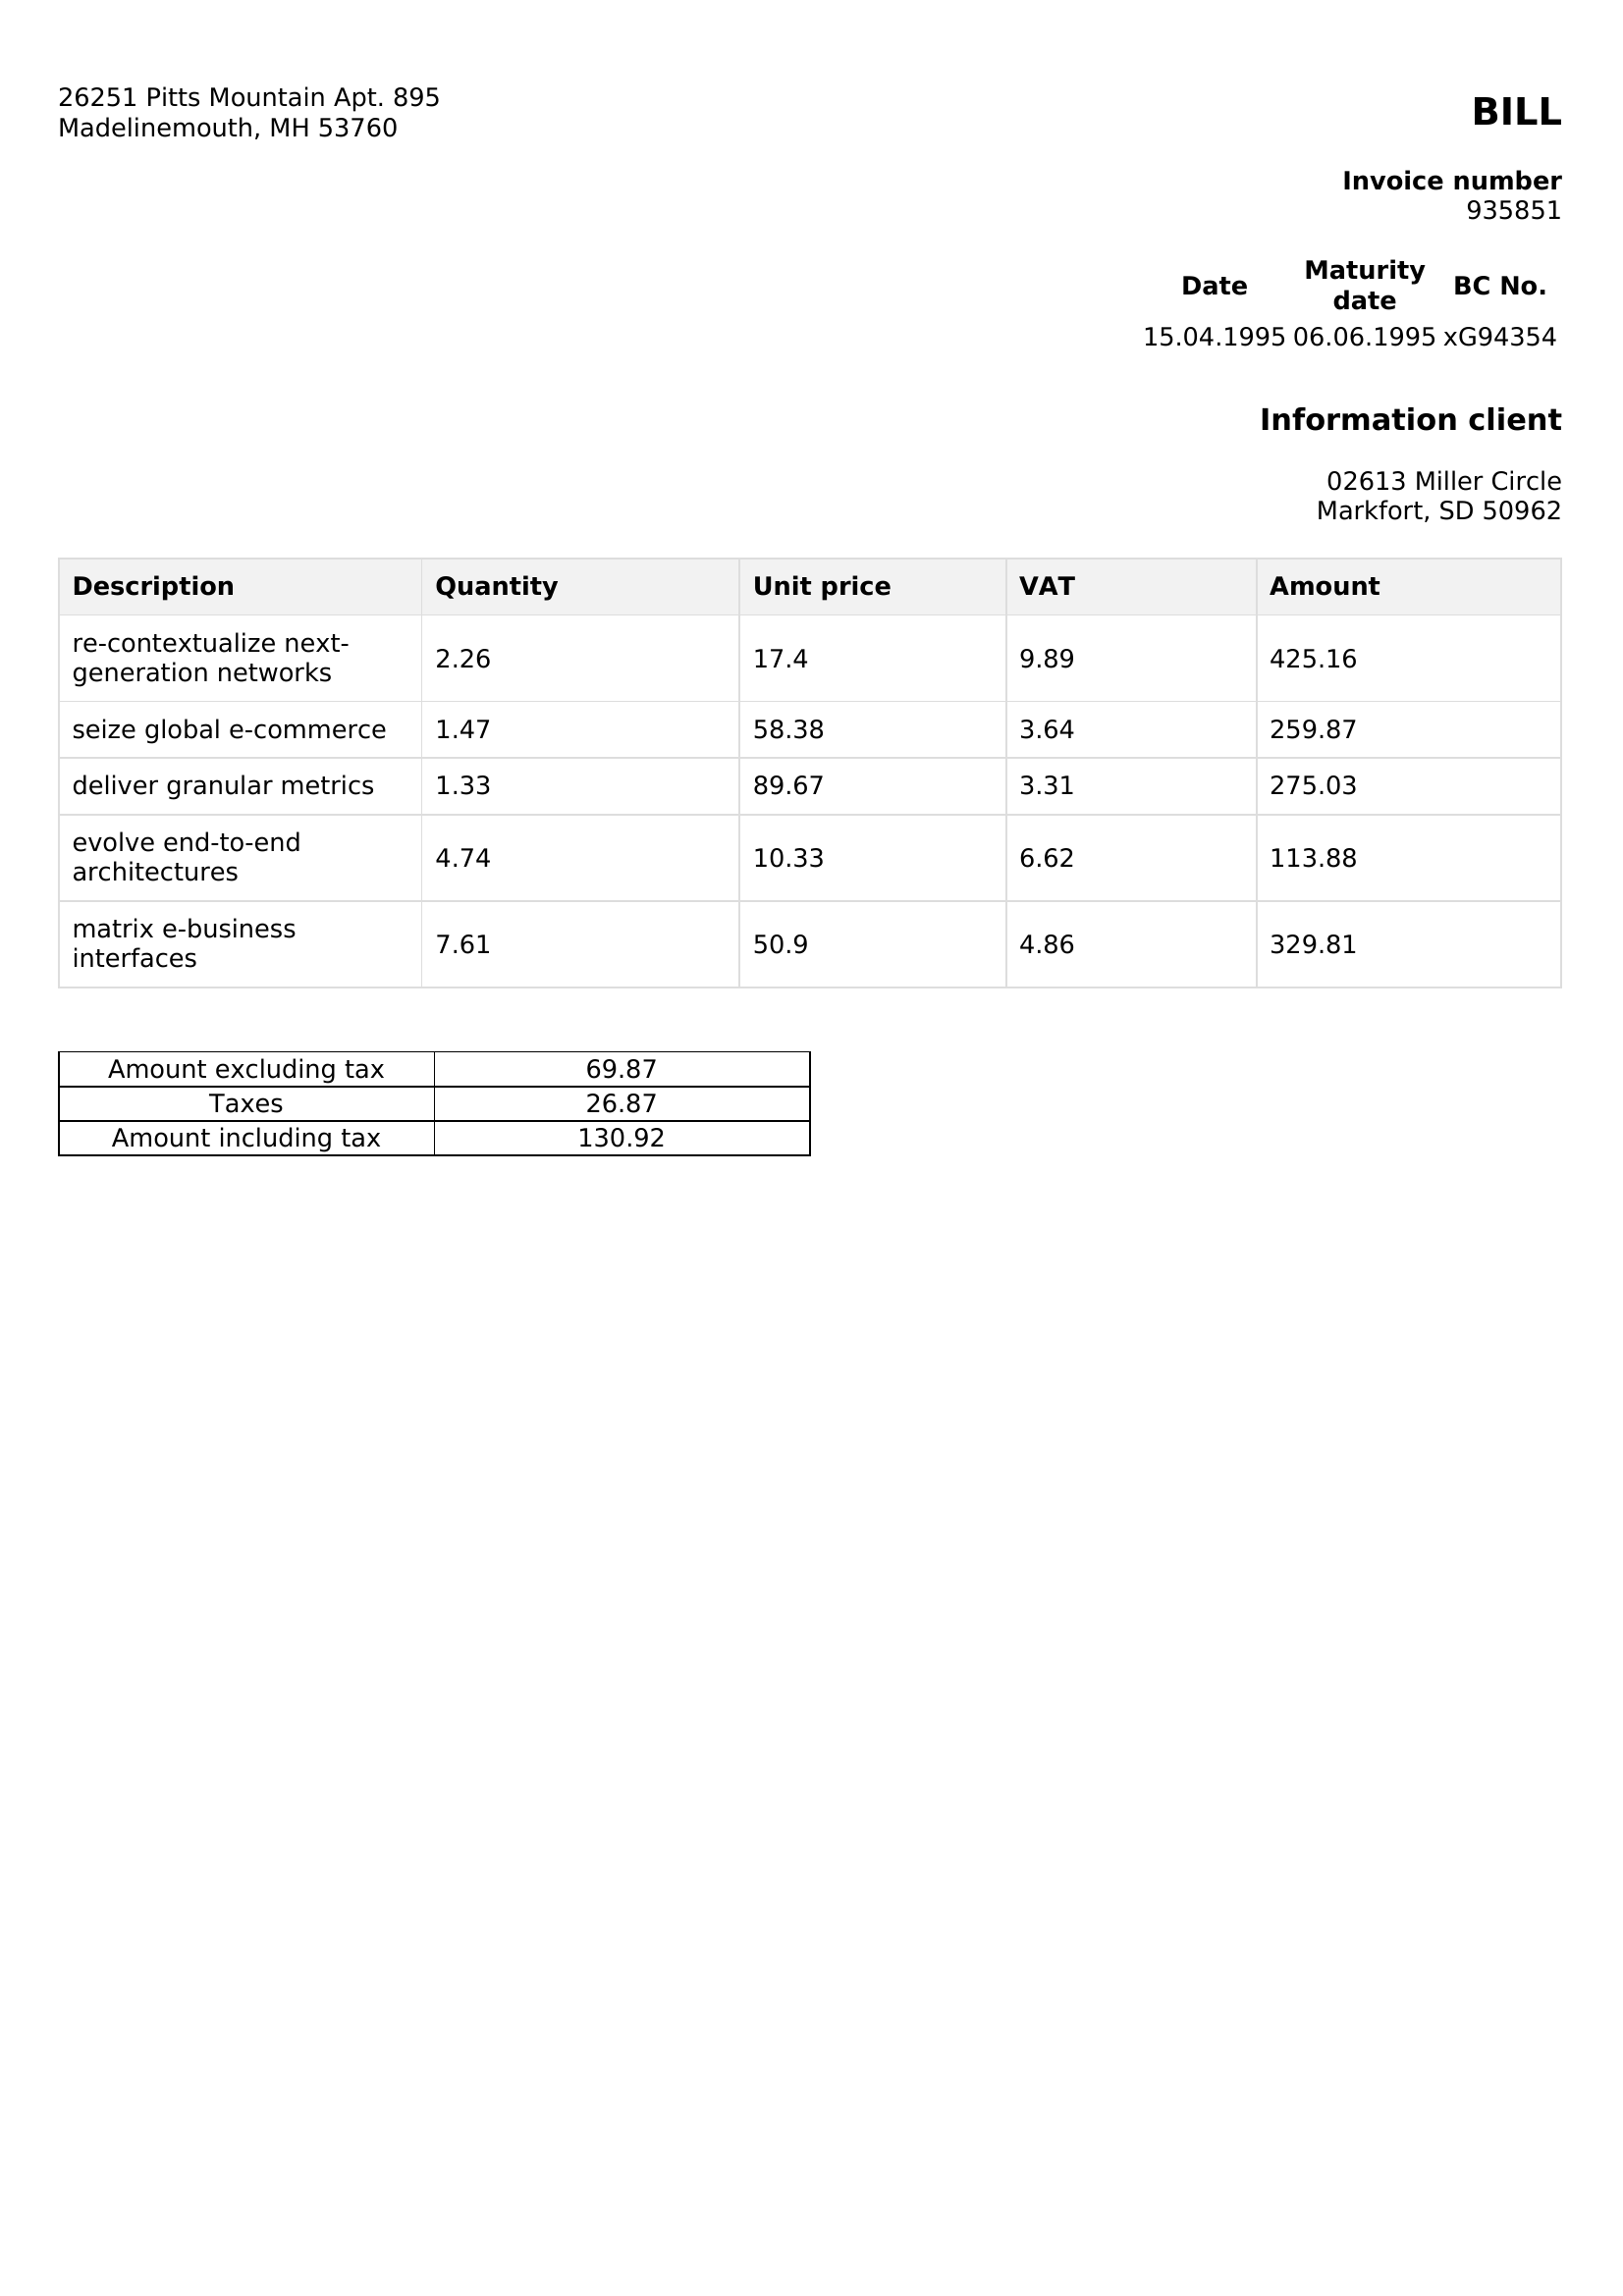 26251 Pitts Mountain Apt. 895
Madelinemouth, MH 53760
BILL
Invoice number
935851
Date Maturity date BC No.
15.04.1995 06.06.1995 xG94354
Information client
02613 Miller Circle
Markfort, SD 50962
Description Quantity Unit price VAT Amount
re-contextualize next-
generation networks 2.26 17.4 9.89 425.16
seize global e-commerce 1.47 58.38 3.64 259.87
deliver granular metrics 1.33 89.67 3.31 275.03
evolve end-to-end
architectures 4.74 10.33 6.62 113.88
matrix e-business
interfaces 7.61 50.9 4.86 329.81
Amount excluding tax 69.87
Taxes 26.87
Amount including tax 130.92